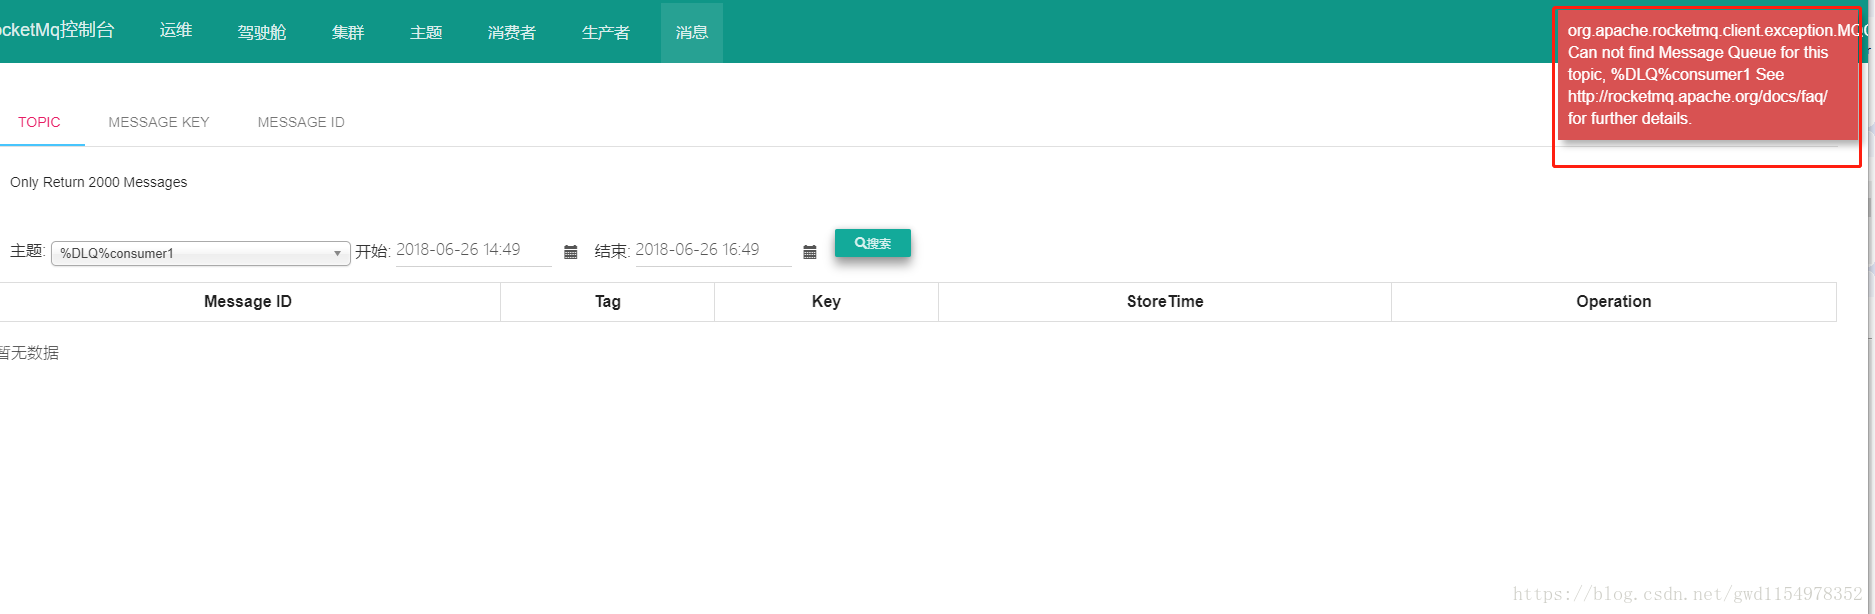 ocketMq控制台 运维 驾驶舱 集群 主题 消费者 生产者 消息
org.apache.rocketmq.client.exception.MQC
Can not find Message Queue for this
topic, %DLQ%consumer1 See
http://rocketmq.apache.org/docs/faq/
for further details.
TOPIC MESSAGE KEY MESSAGE ID
Only Return 2000 Messages
主题: %DLQ%consumer1 开始: 2018-06-26 14:49 结束: 2018-06-26 16:49 搜索
Message ID Tag Key StoreTime Operation
暂无数据
https://blog.csdn.net/gwd1154978352